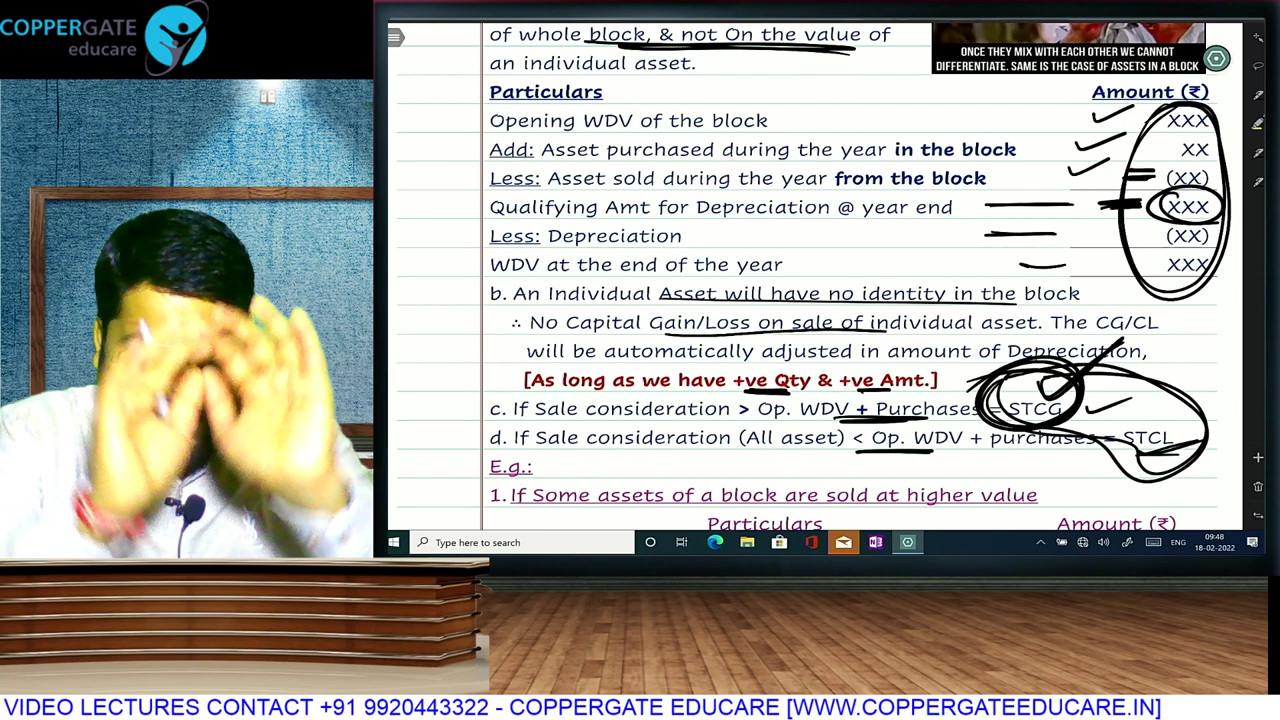 COPPERGATE
educare
of whole block, & not On the value of
an individual asset.
ONCE THEY MIX WITH EACH OTHER WE CANNOT
DIFFERENTIATE. SAME IS THE CASE OF ASSETS IN A BLOCK
Particulars Amount (₹)
Opening WDV of the block XXX
Add: Asset purchased during the year in the block XX
Less: Asset sold during the year from the block (XX)
Qualifying Amt for Depreciation @ year end XXX
Less: Depreciation (XX)
WDV at the end of the year XXX
b. An Individual Asset will have no identity in the block
∴ No Capital Gain/Loss on sale of individual asset. The CG/CL
will be automatically adjusted in amount of Depreciation,
[As long as we have +ve Qty & +ve Amt.]
c. If Sale consideration > Op. WDV + Purchases = STCG
d. If Sale consideration (All asset) < Op. WDV + purchases = STCL
E.g.:
1. If Some assets of a block are sold at higher value
Particulars Amount (₹)
Type here to search
ENG
09:48
18-02-2022
VIDEO LECTURES CONTACT +91 9920443322 - COPPERGATE EDUCARE [WWW.COPPERGATEEDUCARE.IN]